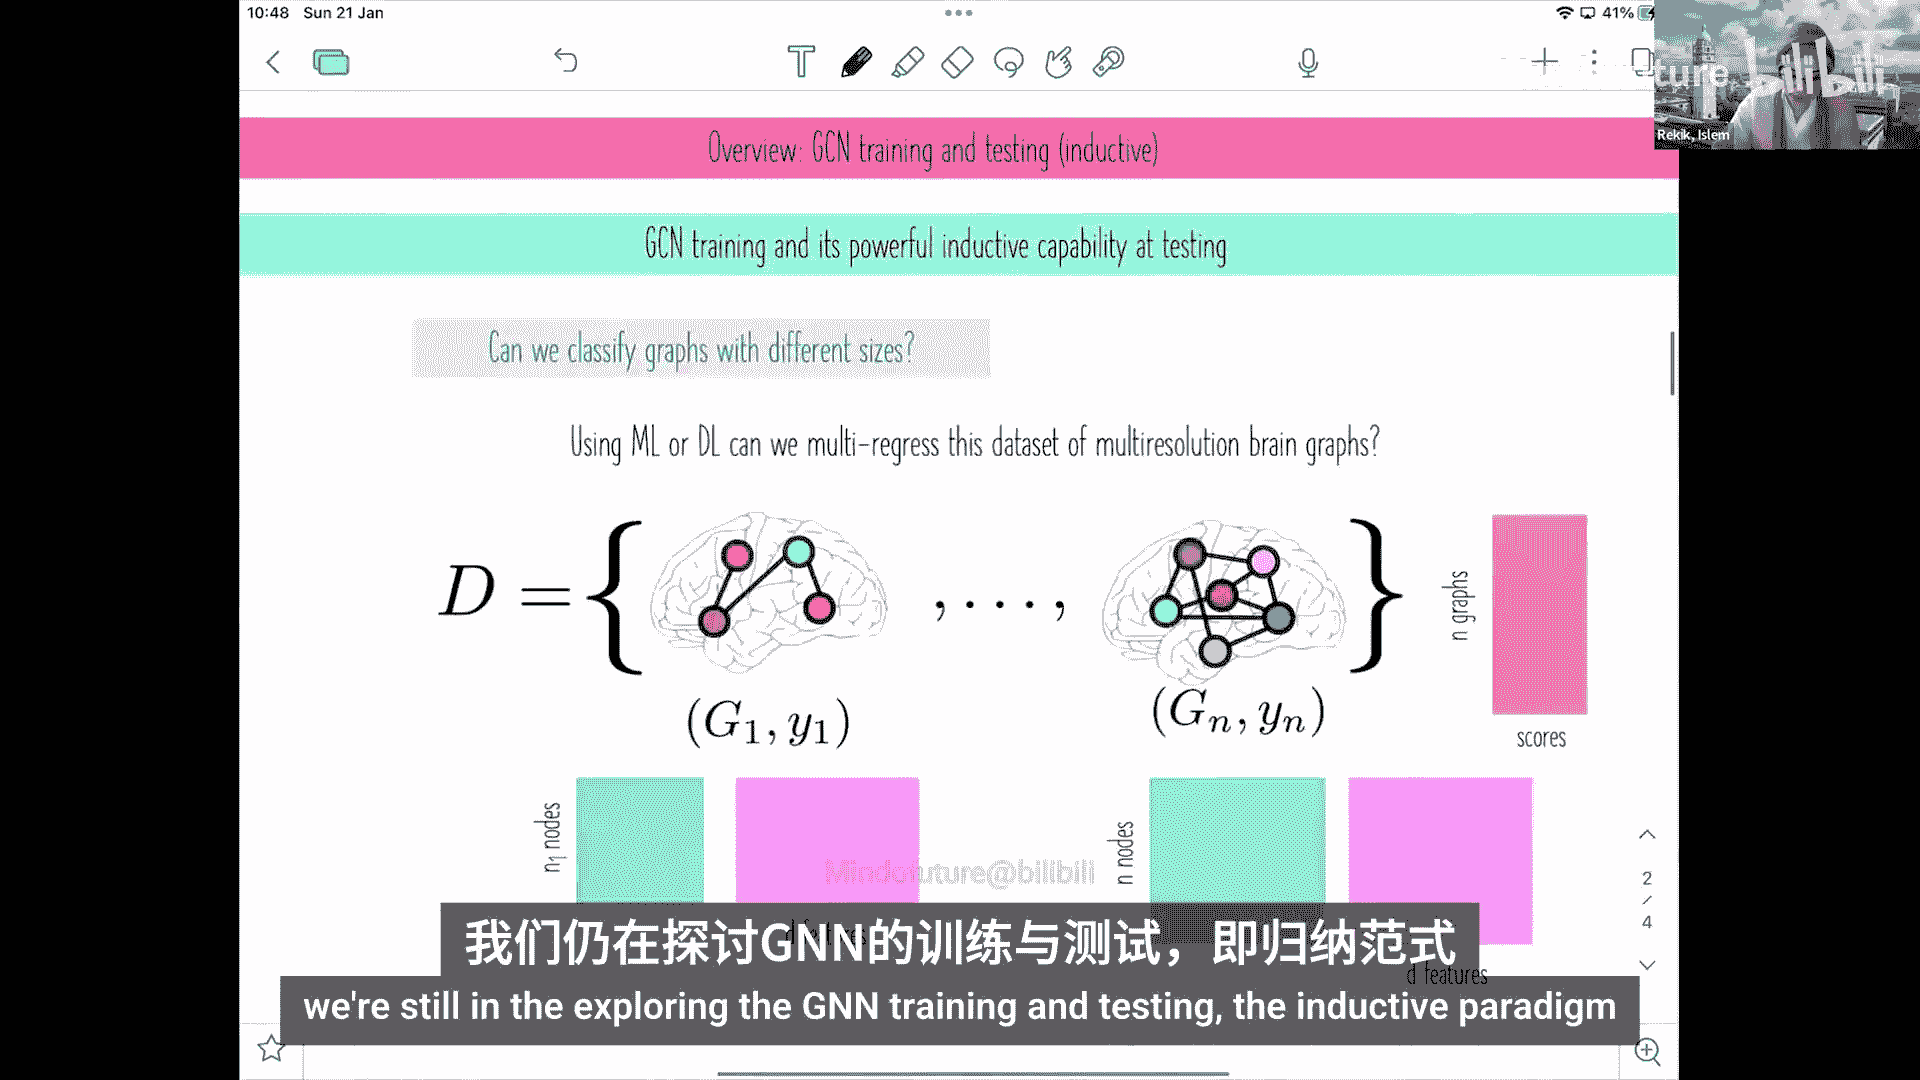 10:48 Sun 21 Jan
41%
Rekik, Islem
ture bilibili
Overview: GCN training and testing (inductive)
GCN training and its powerful inductive capability at testing
Can we classify graphs with different sizes?
Using ML or DL can we multi-regress this dataset of multiresolution brain graphs?
D = { , . . . , }
(G1, y1)
(Gn, yn)
n graphs
scores
n1 nodes
n nodes
Mindofuture@bilibili
2
/
4
d features
我们仍在探讨GNN的训练与测试，即归纳范式
we're still in the exploring the GNN training and testing, the inductive paradigm